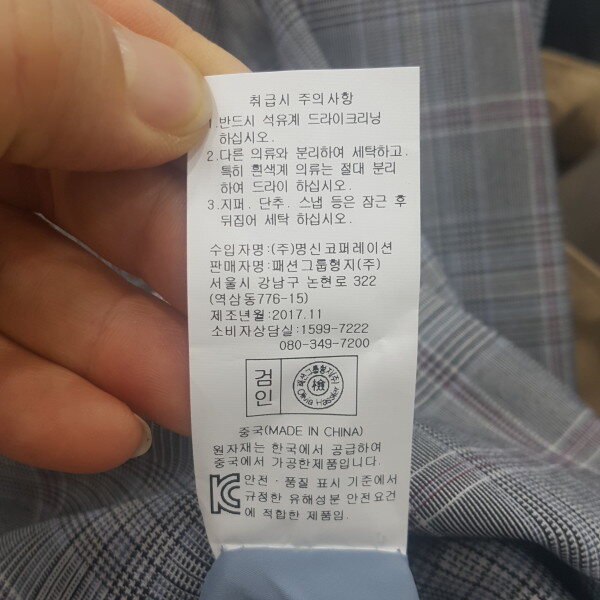 취급시 주의사항
1.반드시 석유계 드라이크리닝
하십시오.
2.다른 의류와 분리하여 세탁하고.
특히 흰색계 의류는 절대 분리
하여 드라이 하십시오.
3.지퍼. 단추. 스냅 등은 잠근 후
뒤집어 세탁 하십시오.
수입자명:(주)명신코퍼레이션
판매자명:패션그룹형지(주)
서울시 강남구 논현로 322
(역삼동776-15)
제조년월:2017.11
소비자상담실:1599-7222
080-349-7200
검인
패션그룹형지(주)
檢
Olivia Hassler
중국(MADE IN CHINA)
원자재는 한국에서 공급하여
중국에서 가공한제품입니다.
안전·품질 표시 기준에서
규정한 유해성분 안전요건
에 적합한 제품임.